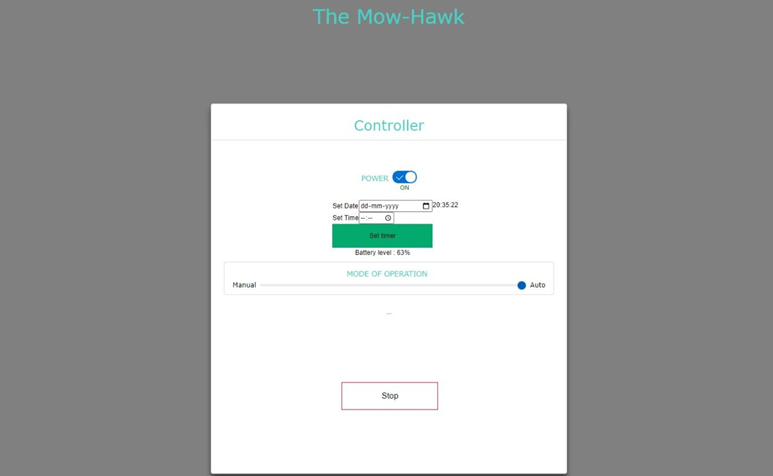 The Mow-Hawk
Controller
POWER
ON
Set Date dd-mm-yyyy 20:35:22
Set Time --:--
Set timer
Battery level : 63%
MODE OF OPERATION
Manual Auto
Stop